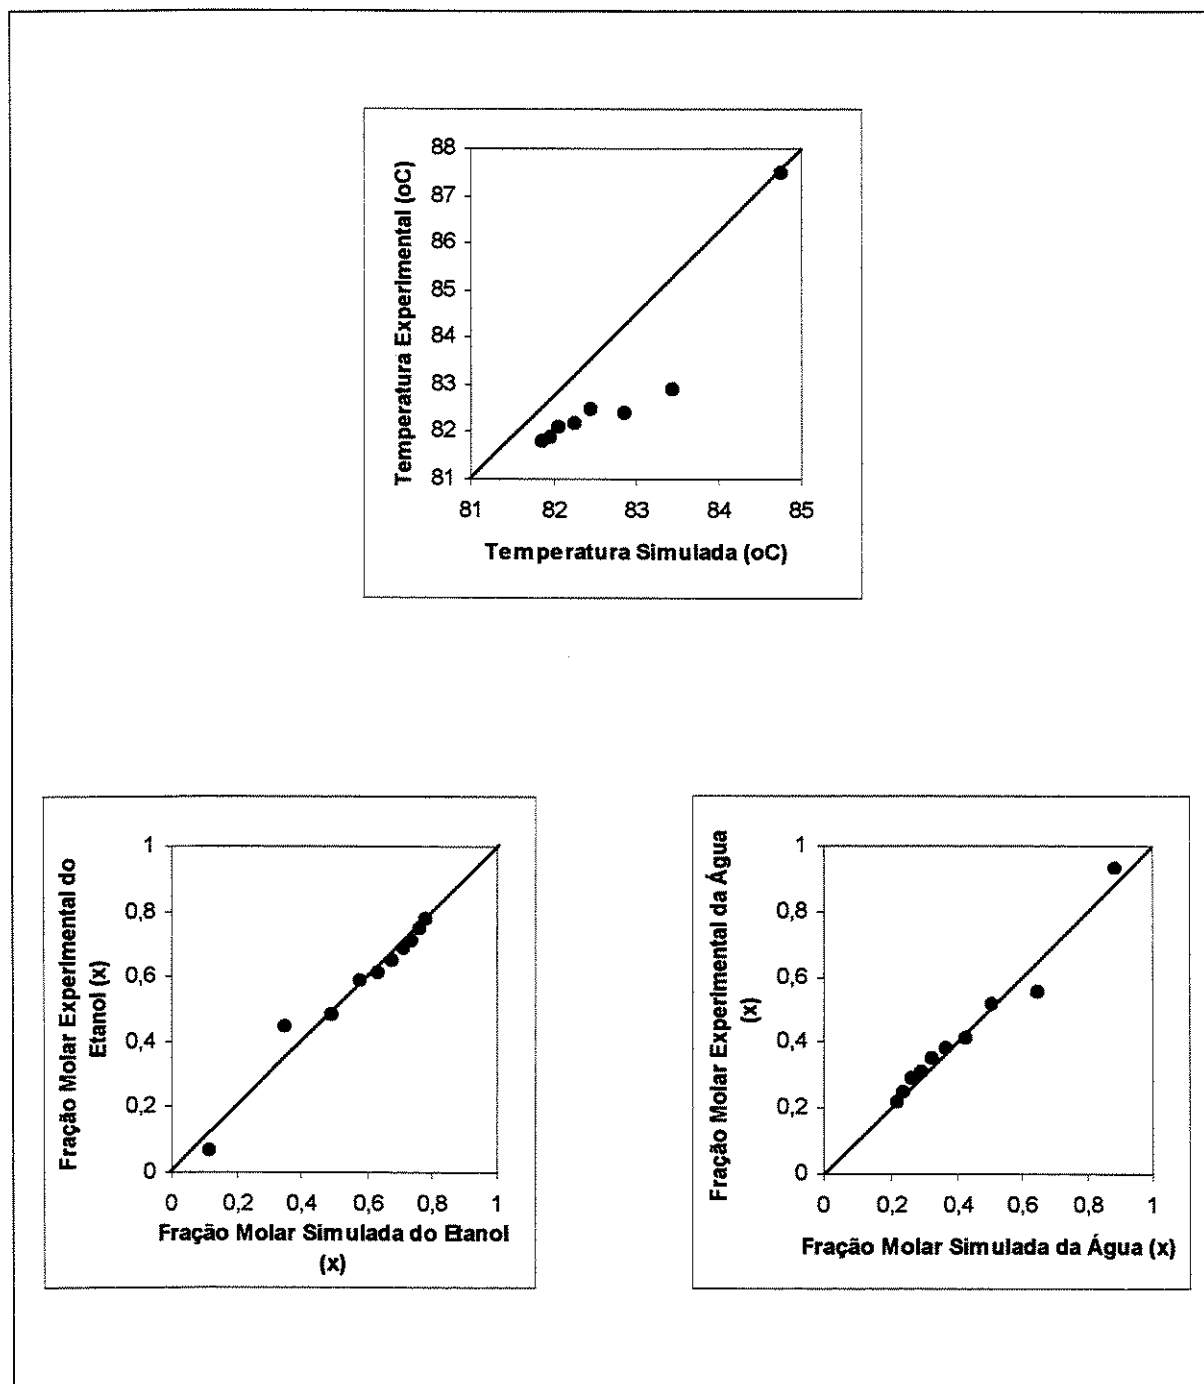 Temperatura Experimental (oC)
88
87
86
85
84
83
82
81
81 82 83 84 85
Temperatura Simulada (oC)
Fração Molar Experimental do
Etanol (x)
1
0,8
0,6
0,4
0,2
0
0 0,2 0,4 0,6 0,8 1
Fração Molar Simulada do Etanol
(x)
Fração Molar Experimental da Água
(x)
1
0,8
0,6
0,4
0,2
0
0 0,2 0,4 0,6 0,8 1
Fração Molar Simulada da Água (x)